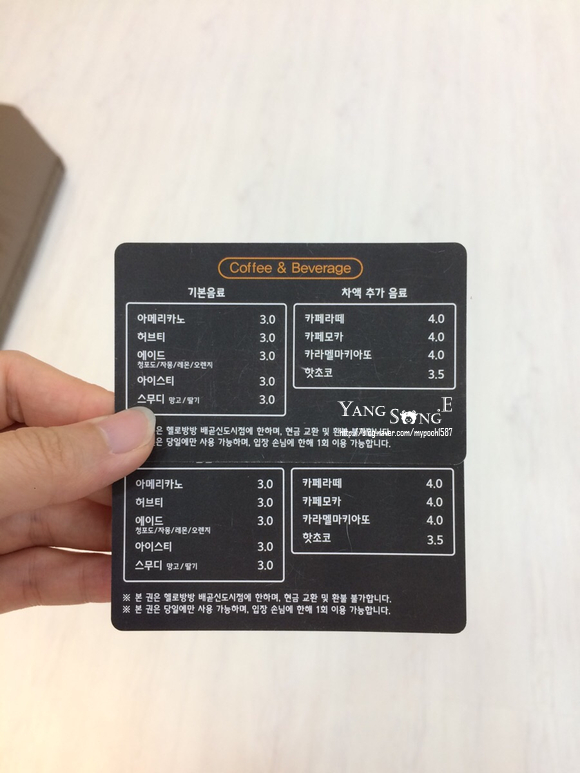 Coffee & Beverage
기본음료
차액 추가 음료
아메리카노 3.0
허브티 3.0
에이드 3.0
청포도/자몽/레몬/오렌지
아이스티 3.0
스무디 망고/딸기 3.0
카페라떼 4.0
카페모카 4.0
카라멜마키아또 4.0
핫초코 3.5
YANG SONG.E
http://blog.naver.com/mypooh1587
은 헬로방방 배곧신도시점에 한하며, 현금 교환 및 환불
은 당일에만 사용 가능하며, 입장 손님에 한해 1회 이용 가능합니다.
아메리카노 3.0
허브티 3.0
에이드 3.0
청포도/자몽/레몬/오렌지
아이스티 3.0
스무디 망고/딸기 3.0
카페라떼 4.0
카페모카 4.0
카라멜마키아또 4.0
핫초코 3.5
※ 본 권은 헬로방방 배곧신도시점에 한하며, 현금 교환 및 환불 불가합니다.
※ 본 권은 당일에만 사용 가능하며, 입장 손님에 한해 1회 이용 가능합니다.